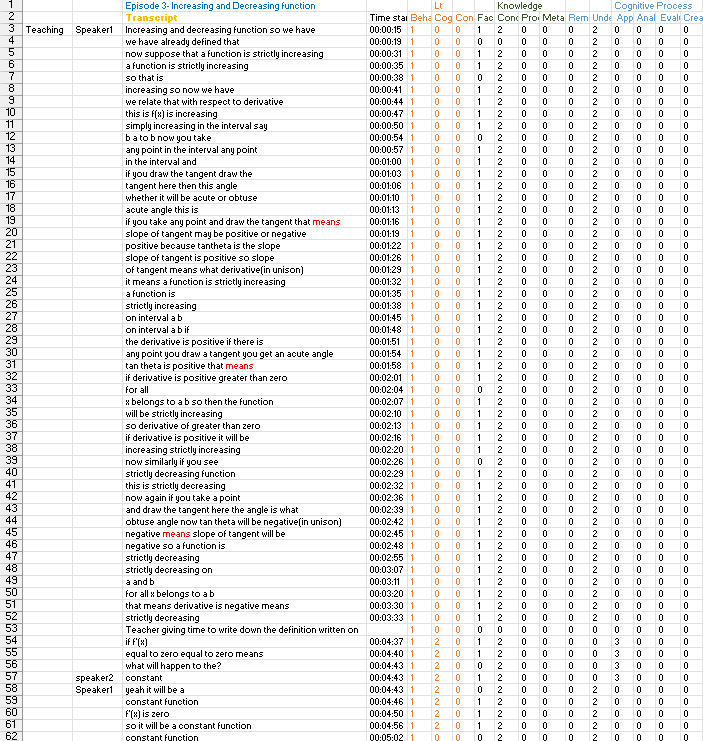 1 Episode 3- Increasing and Decreasing function Lt Knowledge Cognitive Process
2 Transcript Time star Beha Cog Con Fac Conc Proc Meta Rem Unde App Anal Evalu Crea
3 Teaching Speaker1 Increasing and decreasing function so we have 00:00:15 1 0 0 1 2 0 0 0 2 0 0 0 0
4 we have already defined that 00:00:19 1 0 0 0 0 0 0 0 2 0 0 0 0
5 now suppose that a function is strictly increasing 00:00:31 1 0 0 1 2 0 0 0 2 0 0 0 0
6 a function is strictly increasing 00:00:35 1 0 0 1 2 0 0 0 2 0 0 0 0
7 so that is 00:00:38 1 0 0 0 2 0 0 0 2 0 0 0 0
8 increasing so now we have 00:00:41 1 0 0 1 2 0 0 0 2 0 0 0 0
9 we relate that with respect to derivative 00:00:44 1 0 0 1 2 0 0 0 2 0 0 0 0
10 this is f(x) is increasing 00:00:47 1 0 0 1 2 0 0 0 2 0 0 0 0
11 simply increasing in the interval say 00:00:50 1 0 0 1 2 0 0 0 2 0 0 0 0
12 b a to b now you take 00:00:54 1 0 0 0 2 0 0 0 2 0 0 0 0
13 any point in the interval any point 00:00:57 1 0 0 1 2 0 0 0 2 0 0 0 0
14 in the interval and 00:01:00 1 0 0 1 2 0 0 0 2 0 0 0 0
15 if you draw the tangent draw the 00:01:03 1 0 0 1 2 0 0 0 2 0 0 0 0
16 tangent here then this angle 00:01:06 1 0 0 1 2 0 0 0 2 0 0 0 0
17 whether it will be acute or obtuse 00:01:10 1 0 0 1 2 0 0 0 2 0 0 0 0
18 acute angle this is 00:01:13 1 0 0 1 2 0 0 0 2 0 0 0 0
19 if you take any point and draw the tangent that means 00:01:16 1 0 0 1 2 0 0 0 2 0 0 0 0
20 slope of tangent may be positive or negative 00:01:19 1 0 0 1 2 0 0 0 2 0 0 0 0
21 positive because tantheta is the slope 00:01:22 1 0 0 1 2 0 0 0 2 0 0 0 0
22 slope of tangent is positive so slope 00:01:26 1 0 0 1 2 0 0 0 2 0 0 0 0
23 of tangent means what derivative(in unison) 00:01:29 1 0 0 1 2 0 0 0 2 0 0 0 0
24 it means a function is strictly increasing 00:01:32 1 0 0 1 2 0 0 0 2 0 0 0 0
25 a function is 00:01:35 1 0 0 1 2 0 0 0 2 0 0 0 0
26 strictly increasing 00:01:38 1 0 0 1 2 0 0 0 2 0 0 0 0
27 on interval a b 00:01:45 1 0 0 1 2 0 0 0 2 0 0 0 0
28 on interval a b if 00:01:48 1 0 0 1 2 0 0 0 2 0 0 0 0
29 the derivative is positive if there is 00:01:51 1 0 0 1 2 0 0 0 2 0 0 0 0
30 any point you draw a tangent you get an acute angle 00:01:54 1 0 0 1 2 0 0 0 2 0 0 0 0
31 tan theta is positive that means 00:01:58 1 0 0 1 2 0 0 0 2 0 0 0 0
32 if derivative is positive greater than zero 00:02:01 1 0 0 1 2 0 0 0 2 0 0 0 0
33 for all 00:02:04 1 0 0 0 2 0 0 0 2 0 0 0 0
34 x belongs to a b so then the function 00:02:07 1 0 0 1 2 0 0 0 2 0 0 0 0
35 will be strictly increasing 00:02:10 1 0 0 1 2 0 0 0 2 0 0 0 0
36 so derivative of greater than zero 00:02:13 1 0 0 1 2 0 0 0 2 0 0 0 0
37 if derivative is positive it will be 00:02:16 1 0 0 1 2 0 0 0 2 0 0 0 0
38 increasing strictly increasing 00:02:20 1 0 0 1 2 0 0 0 2 0 0 0 0
39 now similarly if you see 00:02:26 1 0 0 0 2 0 0 0 2 0 0 0 0
40 strictly decreasing function 00:02:29 1 0 0 1 2 0 0 0 2 0 0 0 0
41 this is strictly decreasing 00:02:32 1 0 0 1 2 0 0 0 2 0 0 0 0
42 now again if you take a point 00:02:36 1 0 0 1 2 0 0 0 2 0 0 0 0
43 and draw the tangent here the angle is what 00:02:39 1 0 0 1 2 0 0 0 2 0 0 0 0
44 obtuse angle now tan theta will be negative(in unison) 00:02:42 1 0 0 1 2 0 0 0 2 0 0 0 0
45 negative means slope of tangent will be 00:02:45 1 0 0 1 2 0 0 0 2 0 0 0 0
46 negative so a function is 00:02:48 1 0 0 1 2 0 0 0 2 0 0 0 0
47 strictly decreasing 00:02:55 1 0 0 1 2 0 0 0 2 0 0 0 0
48 strictly decreasing on 00:03:07 1 0 0 1 2 0 0 0 2 0 0 0 0
49 a and b 00:03:11 1 0 0 1 2 0 0 0 2 0 0 0 0
50 for all x belongs to a b 00:03:20 1 0 0 1 2 0 0 0 2 0 0 0 0
51 that means derivative is negative means 00:03:30 1 0 0 1 2 0 0 0 2 0 0 0 0
52 strictly decreasing 00:03:33 1 0 0 1 2 0 0 0 2 0 0 0 0
53 Teacher giving time to write down the definition written on 1 0 0 0 0 0 0 0 0 0 0 0 0
54 if f'(x) 00:04:37 1 2 0 1 2 0 0 0 3 0 0 0
55 equal to zero equal to zero means 00:04:40 1 2 0 1 2 0 0 0 3 0 0 0
56 what will happen to the? 00:04:43 1 2 0 0 2 0 0 0 3 0 0 0
57 speaker2 constant 00:04:43 1 2 0 1 2 0 0 0 3 0 0 0
58 Speaker1 yeah it will be a 00:04:43 1 2 0 0 2 0 0 0 2 0 0 0 0
59 constant function 00:04:46 1 2 0 1 2 0 0 0 2 0 0 0 0
60 f'(x) is zero 00:04:50 1 2 0 1 2 0 0 0 2 0 0 0 0
61 so it will be a constant function 00:04:56 1 2 0 1 2 0 0 0 2 0 0 0 0
62 constant function 00:05:02 1 0 0 0 2 0 0 0 2 0 0 0 0